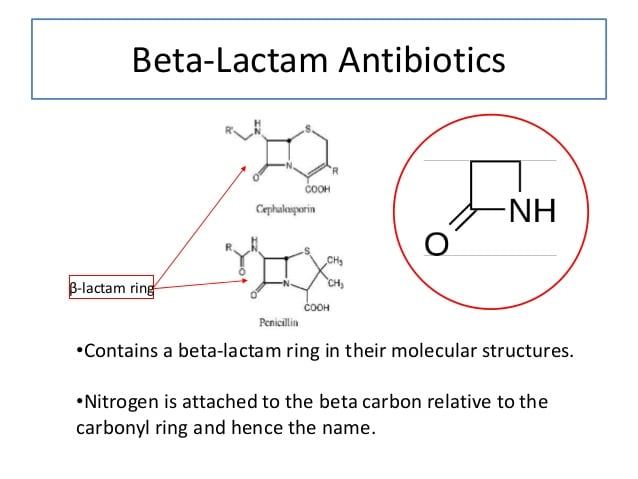 Beta-Lactam Antibiotics
R'
H
N
S
N
O
R
COOH
Cephalosporin
NH
O
R
H
N
O
S
CH3
CH3
N
O
COOH
Penicillin
β-lactam ring
•Contains a beta-lactam ring in their molecular structures.
•Nitrogen is attached to the beta carbon relative to the
carbonyl ring and hence the name.